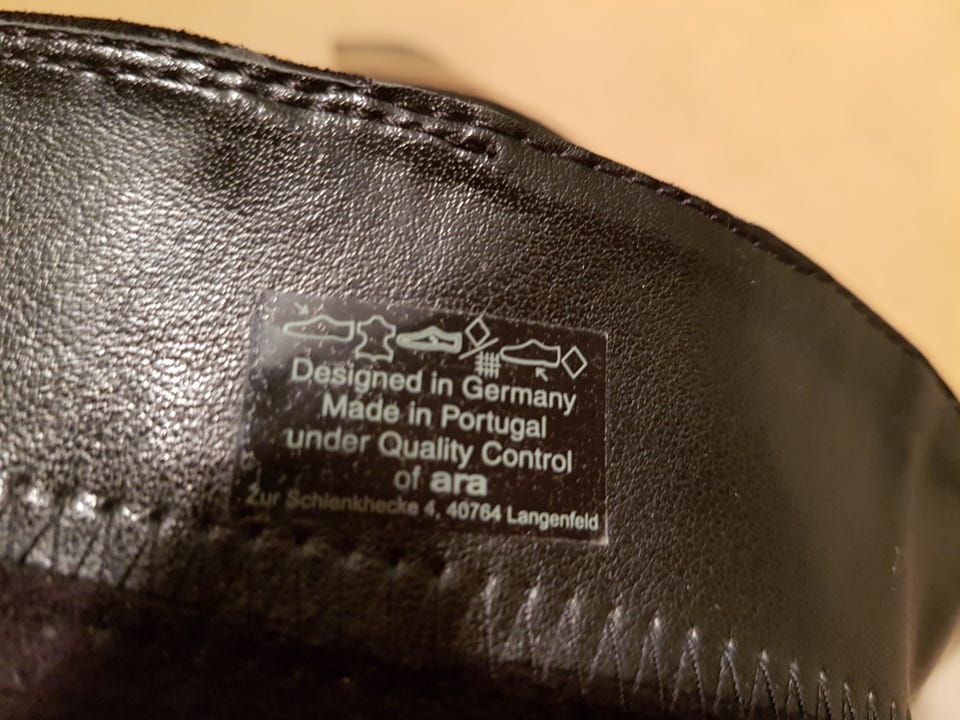 Designed in Germany
Made in Portugal
under Quality Control
of ara
Zur Schlenkhecke 4, 40764 Langenfeld